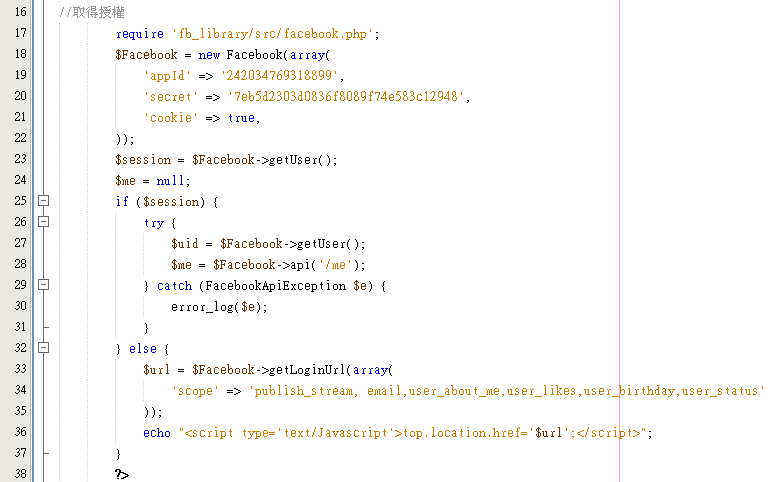 16 //取得授權
17 require 'fb_library/src/facebook.php';
18 $Facebook = new Facebook(array(
19 'appId' => '242034769318899',
20 'secret' => '7eb5d2303d0836f8089f74e583c12948',
21 'cookie' => true,
22 ));
23 $session = $Facebook->getUser();
24 $me = null;
25 if ($session) {
26 try {
27 $uid = $Facebook->getUser();
28 $me = $Facebook->api('/me');
29 } catch (FacebookApiException $e) {
30 error_log($e);
31 }
32 } else {
33 $url = $Facebook->getLoginUrl(array(
34 'scope' => 'publish_stream, email,user_about_me,user_likes,user_birthday,user_status'
35 ));
36 echo "<script type='text/Javascript'>top.location.href='$url';</script>";
37 }
38 ?>